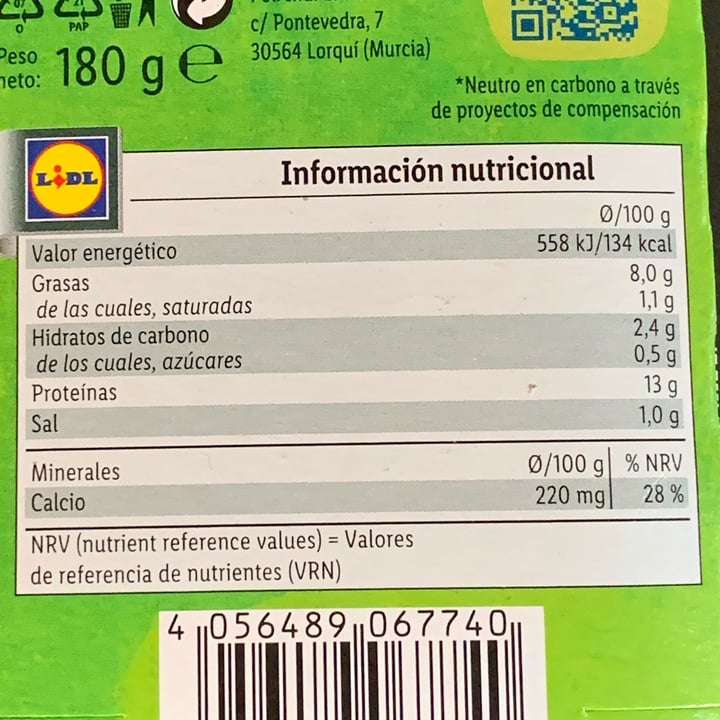 PAP
c/ Pontevedra, 7
30564 Lorquí (Murcia)
Peso
neto: 180 g e
*Neutro en carbono a través
de proyectos de compensación
LIDL
Información nutricional
Ø/100 g
Valor energético 558 kJ/134 kcal
Grasas 8,0 g
de las cuales, saturadas 1,1 g
Hidratos de carbono 2,4 g
de los cuales, azúcares 0,5 g
Proteínas 13 g
Sal 1,0 g
Minerales Ø/100 g % NRV
Calcio 220 mg 28 %
NRV (nutrient reference values) = Valores
de referencia de nutrientes (VRN)
4 056489 067740